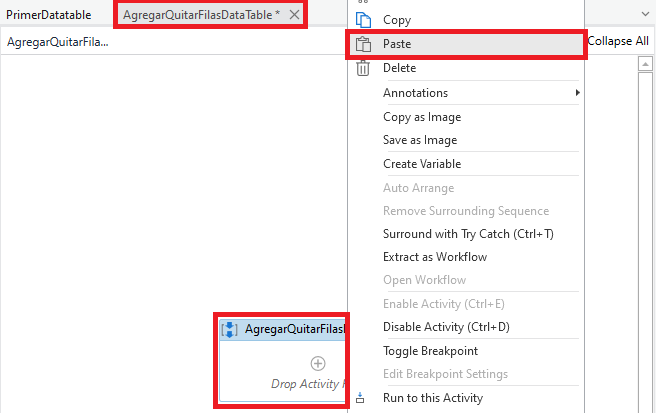 PrimerDatatable
AgregarQuitarFilasDataTable *
AgregarQuitarFila...
Collapse All
Copy
Paste
Delete
Annotations
Copy as Image
Save as Image
Create Variable
Auto Arrange
Remove Surrounding Sequence
Surround with Try Catch (Ctrl+T)
Extract as Workflow
Open Workflow
Enable Activity (Ctrl+E)
Disable Activity (Ctrl+D)
Toggle Breakpoint
Edit Breakpoint Settings
Run to this Activity
AgregarQuitarFilas
Drop Activity